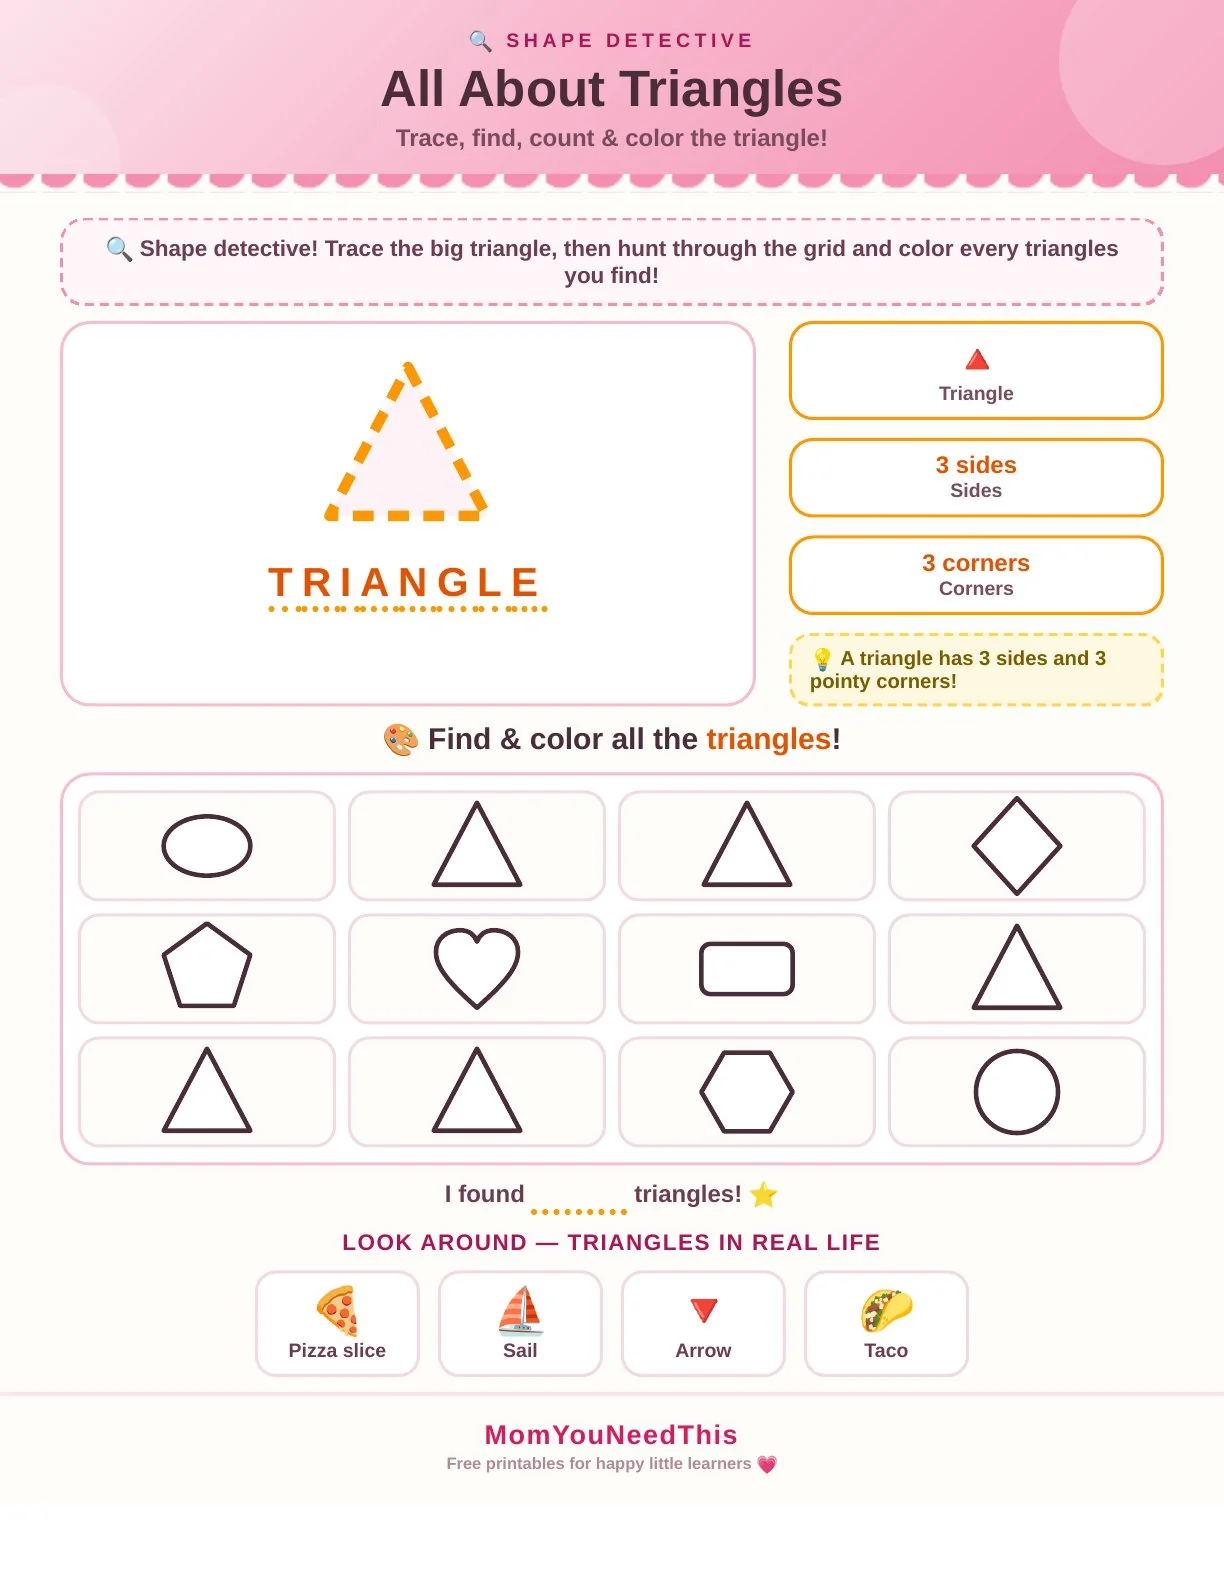 🔍 SHAPE DETECTIVE
All About Triangles
Trace, find, count & color the triangle!
🔍 Shape detective! Trace the big triangle, then hunt through the grid and color every triangles
you find!
TRIANGLE
Triangle
3 sides
Sides
3 corners
Corners
💡 A triangle has 3 sides and 3
pointy corners!
🎨 Find & color all the triangles!
I found ......... triangles! ⭐
LOOK AROUND — TRIANGLES IN REAL LIFE
Pizza slice
Sail
Arrow
Taco
MomYouNeedThis
Free printables for happy little learners 💗